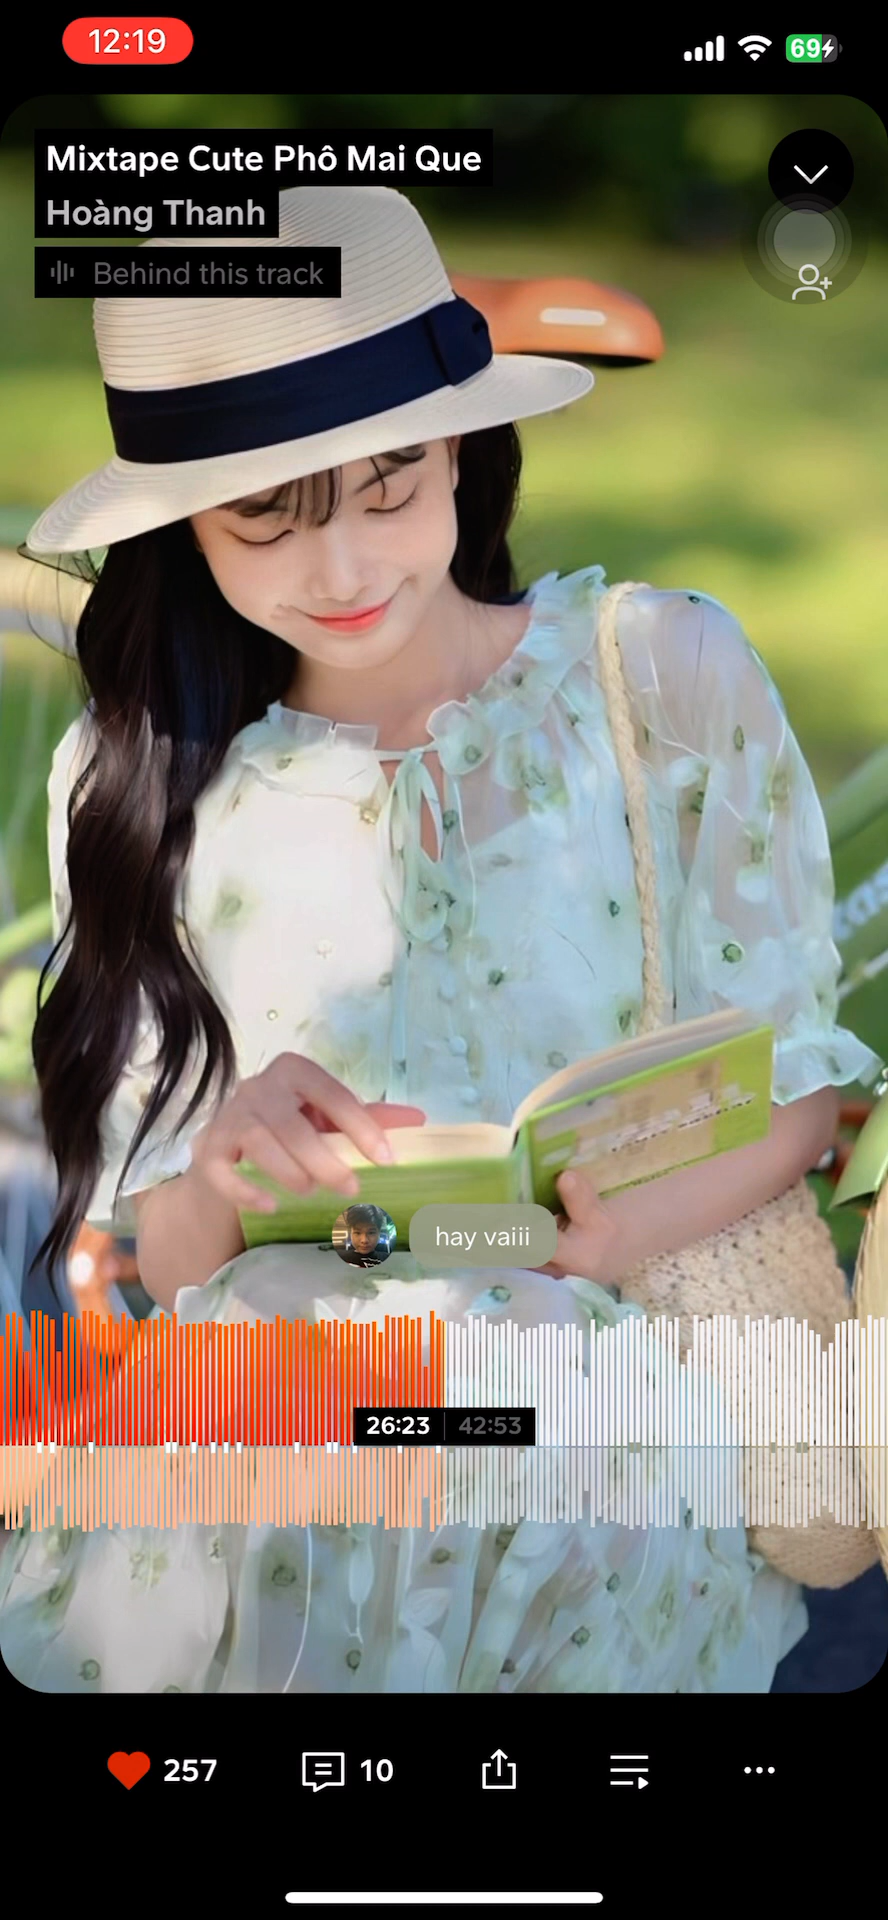 12:19
69
Mixtape Cute Phô Mai Que
Hoàng Thanh
Behind this track
hay vaiii
26:23 42:53
257
10